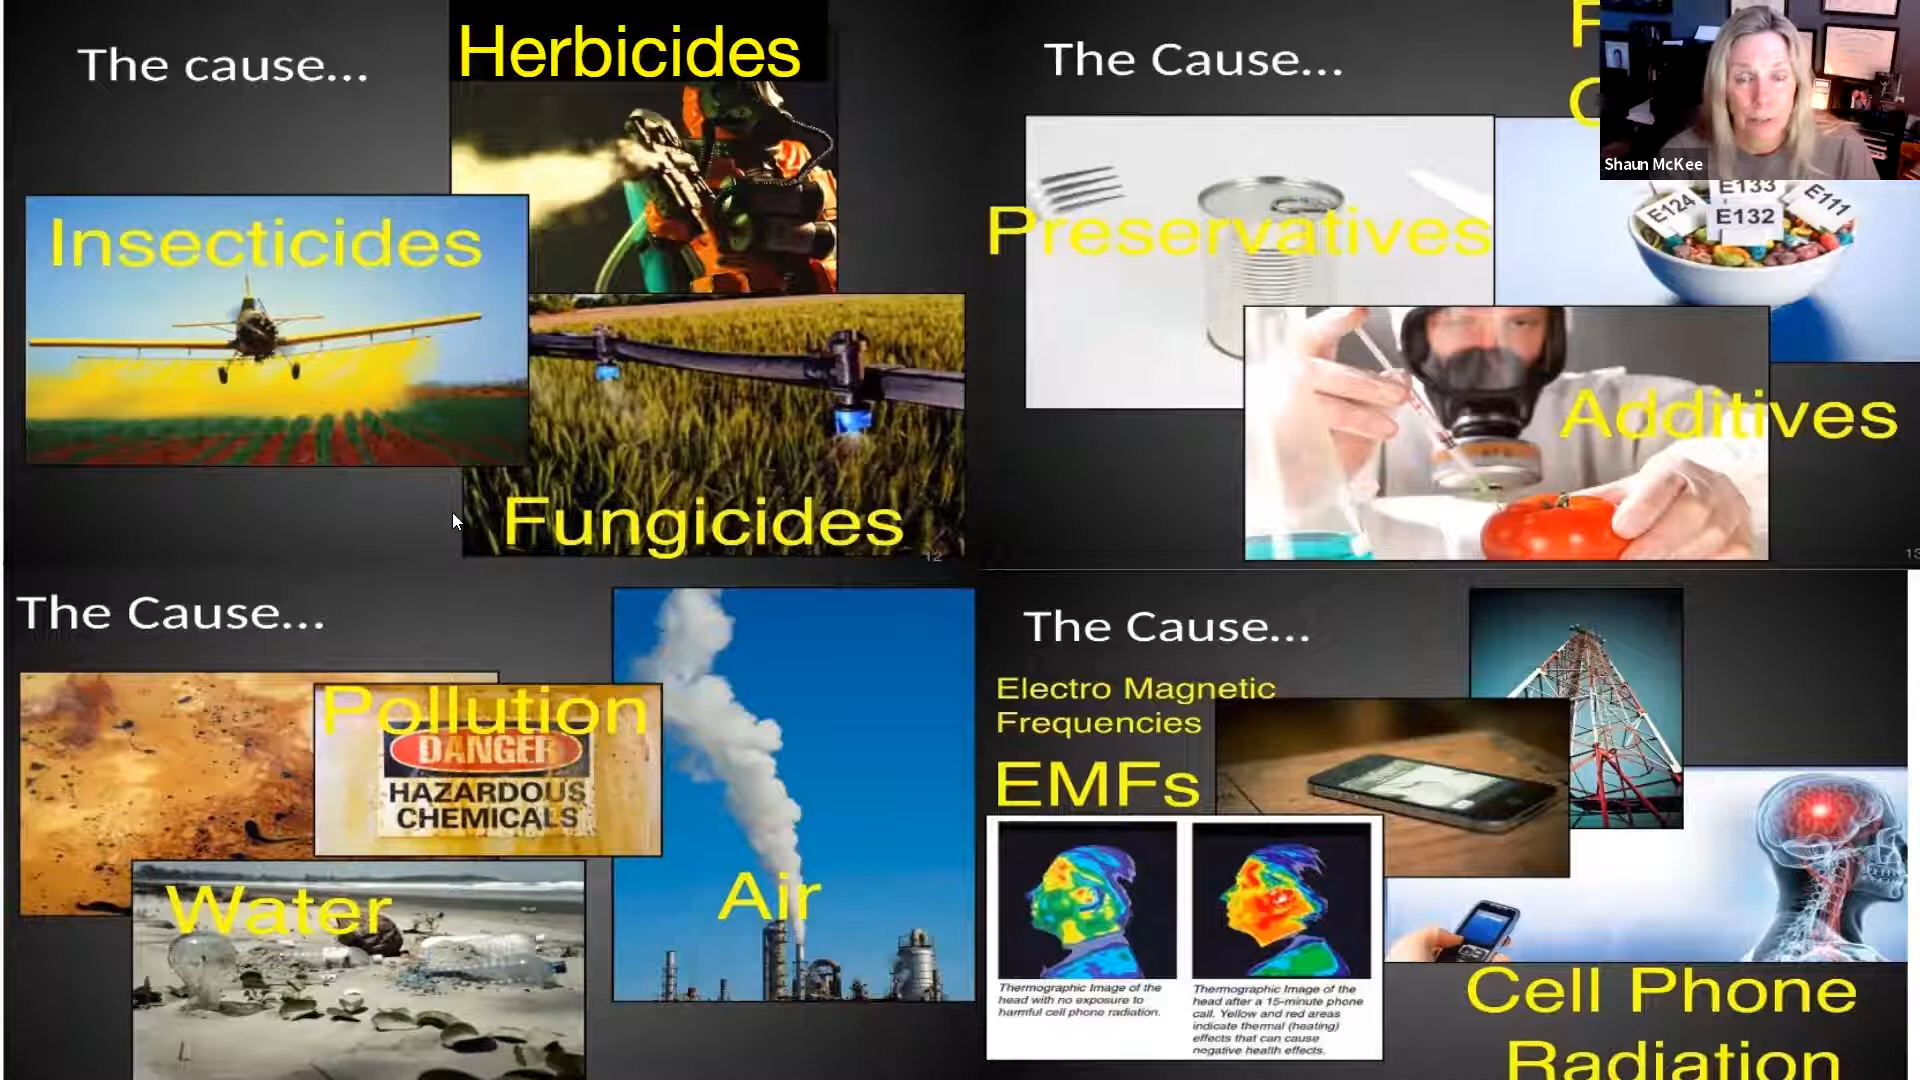 The cause...
Herbicides
Insecticides
Fungicides
12
The Cause...
Preservatives
Additives
E133
E124
E132
E111
Shaun McKee
The Cause...
Pollution
DANGER
HAZARDOUS
CHEMICALS
Water
Air
The Cause...
Electro Magnetic
Frequencies
EMFs
Thermographic Image of the
head with no exposure to
harmful cell phone radiation.
Thermographic Image of the
head after a 15-minute phone
call. Yellow and red areas
indicate thermal (heating)
effects that can cause
negative health effects.
Cell Phone
Radiation